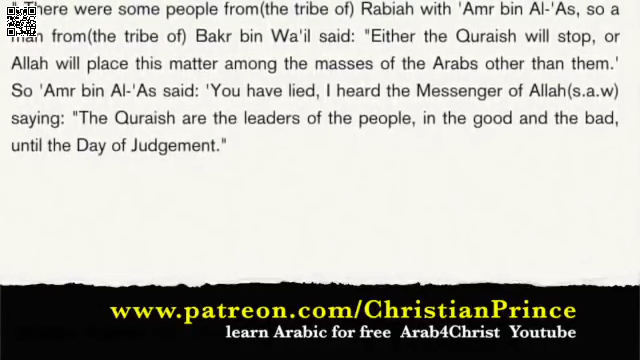 There were some people from(the tribe of) Rabiah with 'Amr bin Al-'As, so a
man from(the tribe of) Bakr bin Wa'il said: "Either the Quraish will stop, or
Allah will place this matter among the masses of the Arabs other than them.'
So 'Amr bin Al-'As said: 'You have lied, I heard the Messenger of Allah(s.a.w)
saying: "The Quraish are the leaders of the people, in the good and the bad,
until the Day of Judgement."
www.patreon.com/ChristianPrince
learn Arabic for free Arab4Christ Youtube